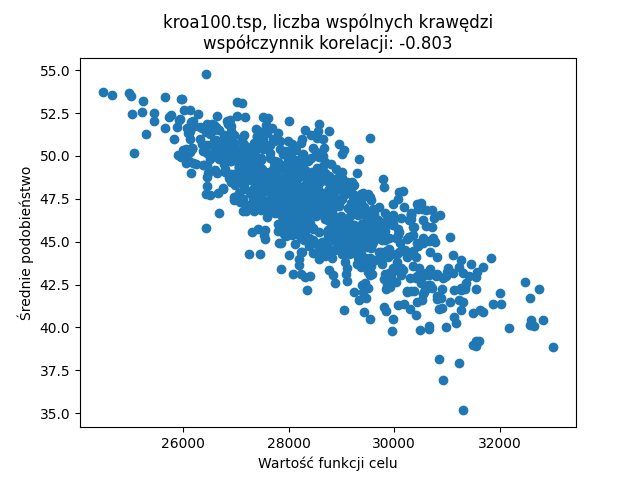 kroa100.tsp, liczba wspólnych krawędzi
współczynnik korelacji: -0.803
55.0
52.5
50.0
47.5
45.0
42.5
40.0
37.5
35.0
Średnie podobieństwo
26000 28000 30000 32000
Wartość funkcji celu